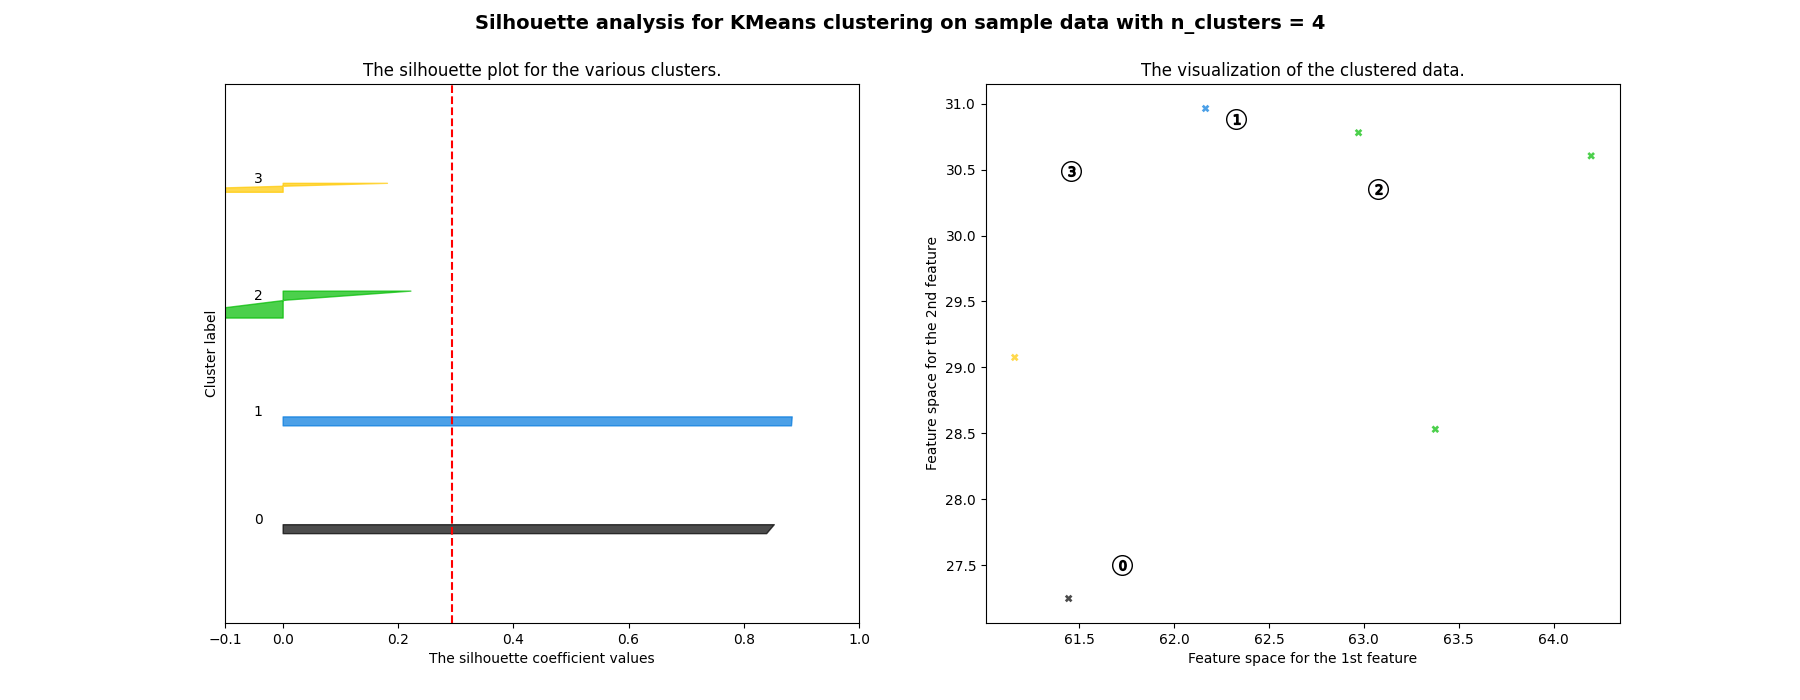 Silhouette analysis for KMeans clustering on sample data with n_clusters = 4
The silhouette plot for the various clusters.
Cluster label
3
2
1
0
−0.1 0.0 0.2 0.4 0.6 0.8 1.0
The silhouette coefficient values
The visualization of the clustered data.
Feature space for the 2nd feature
31.0
30.5
30.0
29.5
29.0
28.5
28.0
27.5
1
3
2
0
61.5 62.0 62.5 63.0 63.5 64.0
Feature space for the 1st feature